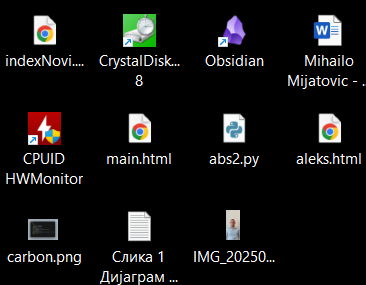 indexNovi....
CrystalDisk...
8
Obsidian
Mihailo
Mijatovic - ...
CPUID
HWMonitor
main.html
abs2.py
aleks.html
carbon.png
Слика 1
Дијаграм ...
IMG_20250...